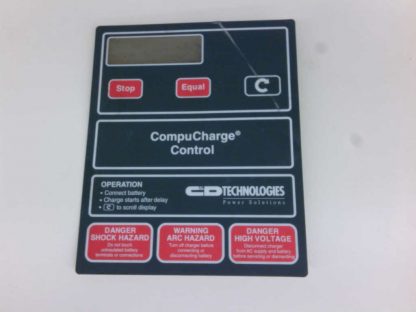 Stop
Equal
C
CompuCharge®
Control
OPERATION
• Connect battery
• Charge starts after delay
• C to scroll display
C&D TECHNOLOGIES
Power Solutions
DANGER
SHOCK HAZARD
Do not touch
uninsulated battery
terminals or connectors
WARNING
ARC HAZARD
Turn off charger before
connecting or
disconnecting battery
DANGER
HIGH VOLTAGE
Disconnect charger
from AC supply and battery
before servicing or dismantling